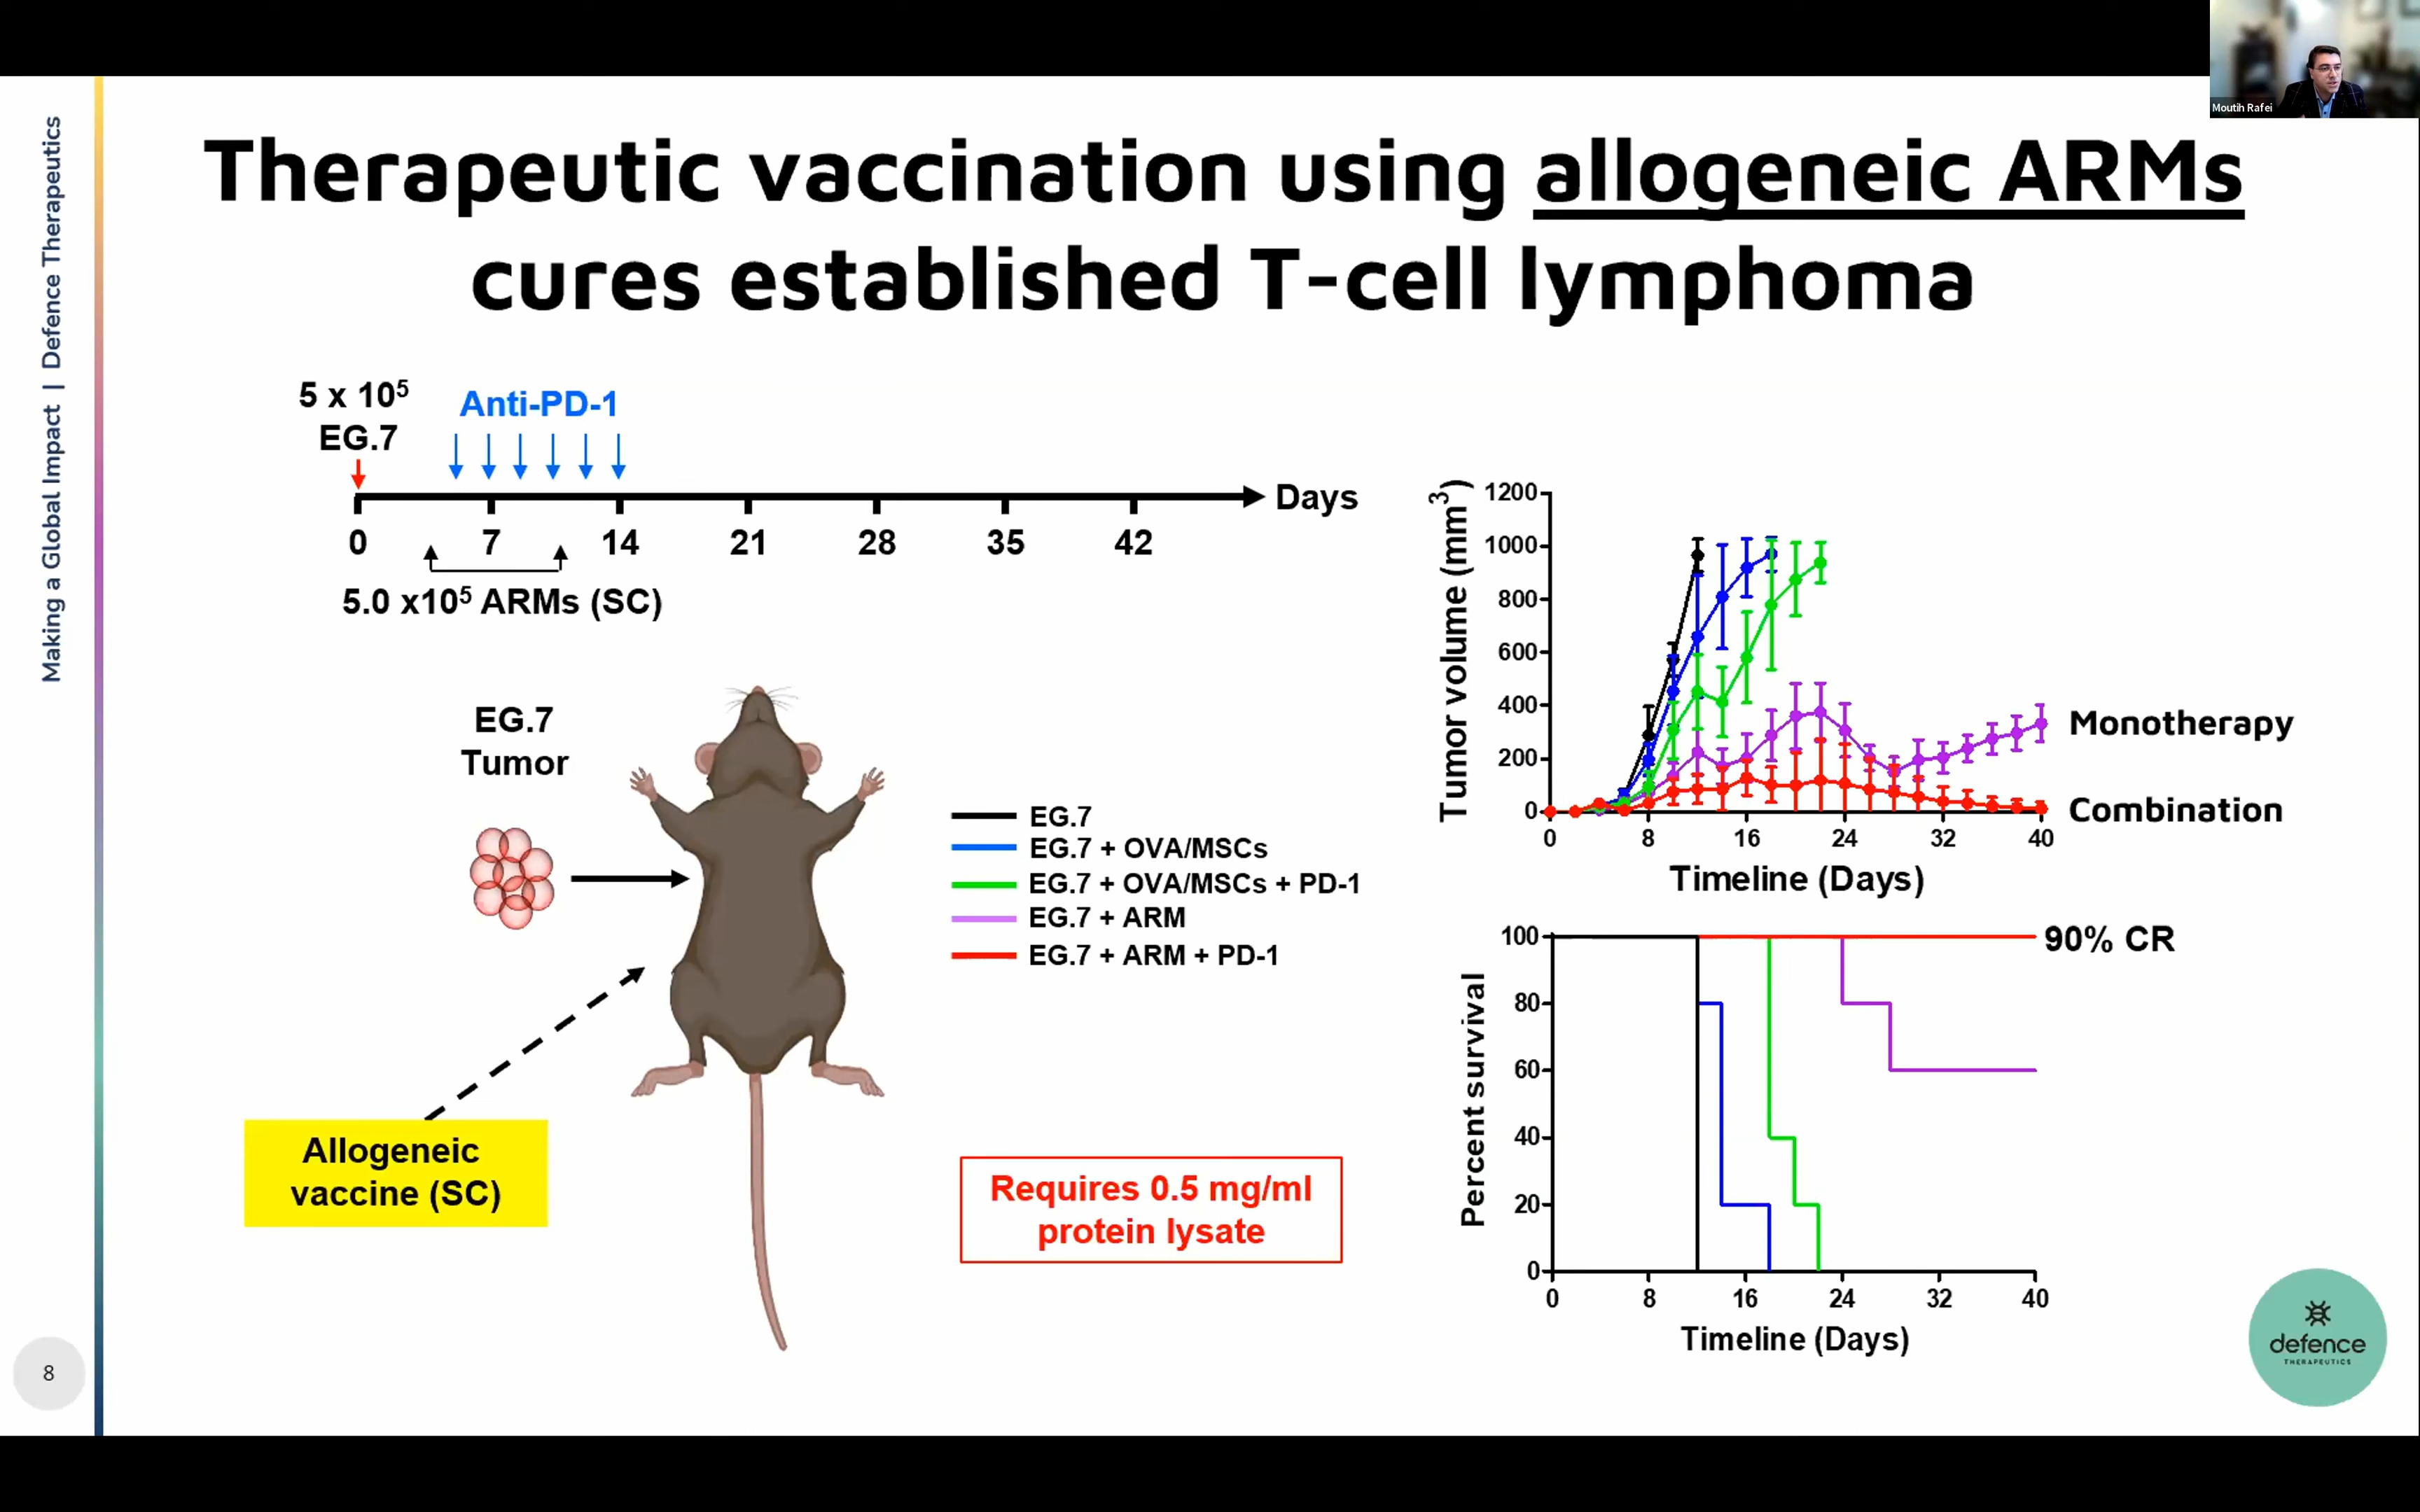 Moutih Rafei
Making a Global Impact | Defence Therapeutics
Therapeutic vaccination using allogeneic ARMs
cures established T-cell lymphoma
5 x 10⁵
EG.7
Anti-PD-1
Days
0 7 14 21 28 35 42
5.0 x10⁵ ARMs (SC)
EG.7
Tumor
Allogeneic
vaccine (SC)
EG.7
EG.7 + OVA/MSCs
EG.7 + OVA/MSCs + PD-1
EG.7 + ARM
EG.7 + ARM + PD-1
Requires 0.5 mg/ml
protein lysate
Tumor volume (mm³)
1200
1000
800
600
400
200
0
0 8 16 24 32 40
Timeline (Days)
Monotherapy
Combination
Percent survival
100
80
60
40
20
0
0 8 16 24 32 40
Timeline (Days)
90% CR
8
defence
THERAPEUTICS